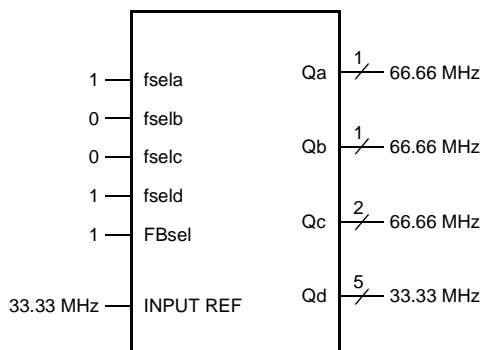 1 fsela
0 fselb
0 fselc
1 fseld
1 FBsel
33.33 MHz INPUT REF
Qa 1 66.66 MHz
Qb 1 66.66 MHz
Qc 2 66.66 MHz
Qd 5 33.33 MHz